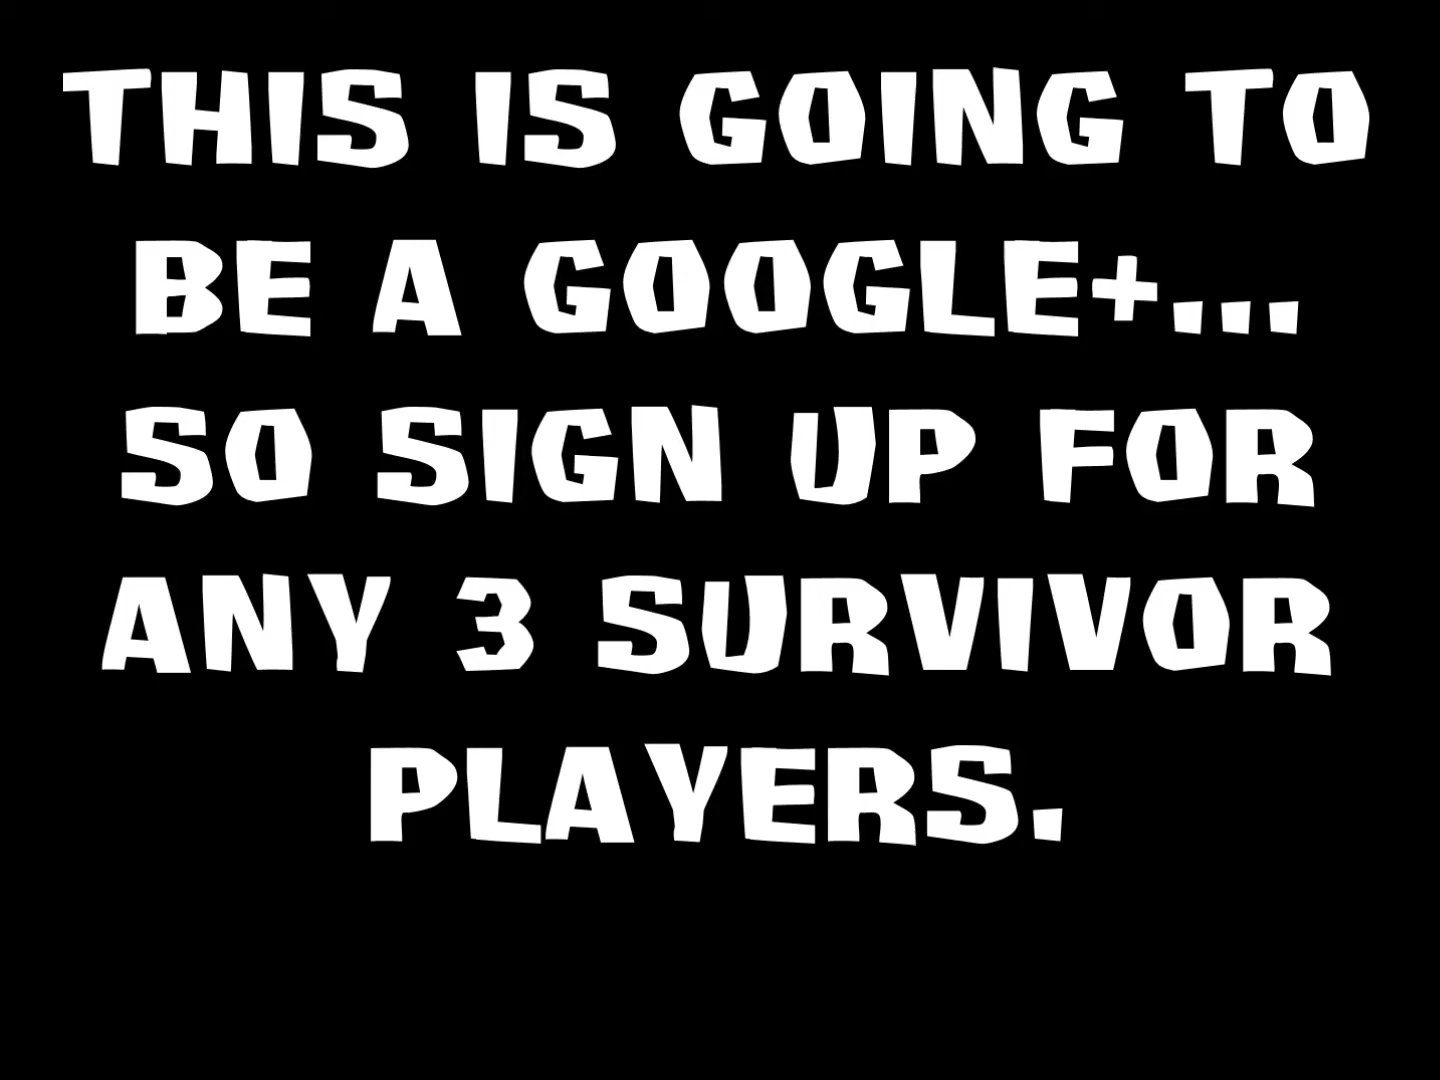 THIS IS GOING TO
BE A GOOGLE+...
SO SIGN UP FOR
ANY 3 SURVIVOR
PLAYERS.